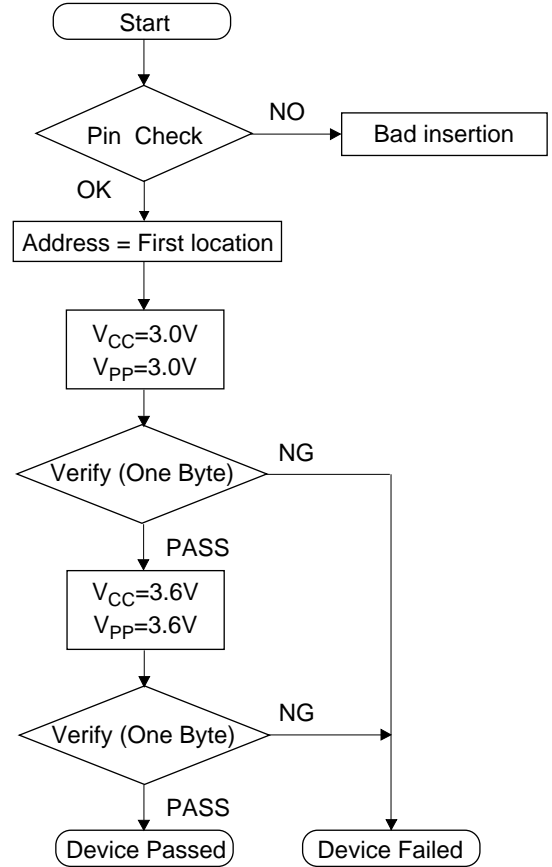 Start
Pin Check
NO
Bad insertion
OK
Address = First location
VCC=3.0V
VPP=3.0V
Verify (One Byte)
NG
PASS
VCC=3.6V
VPP=3.6V
Verify (One Byte)
NG
PASS
Device Passed
Device Failed